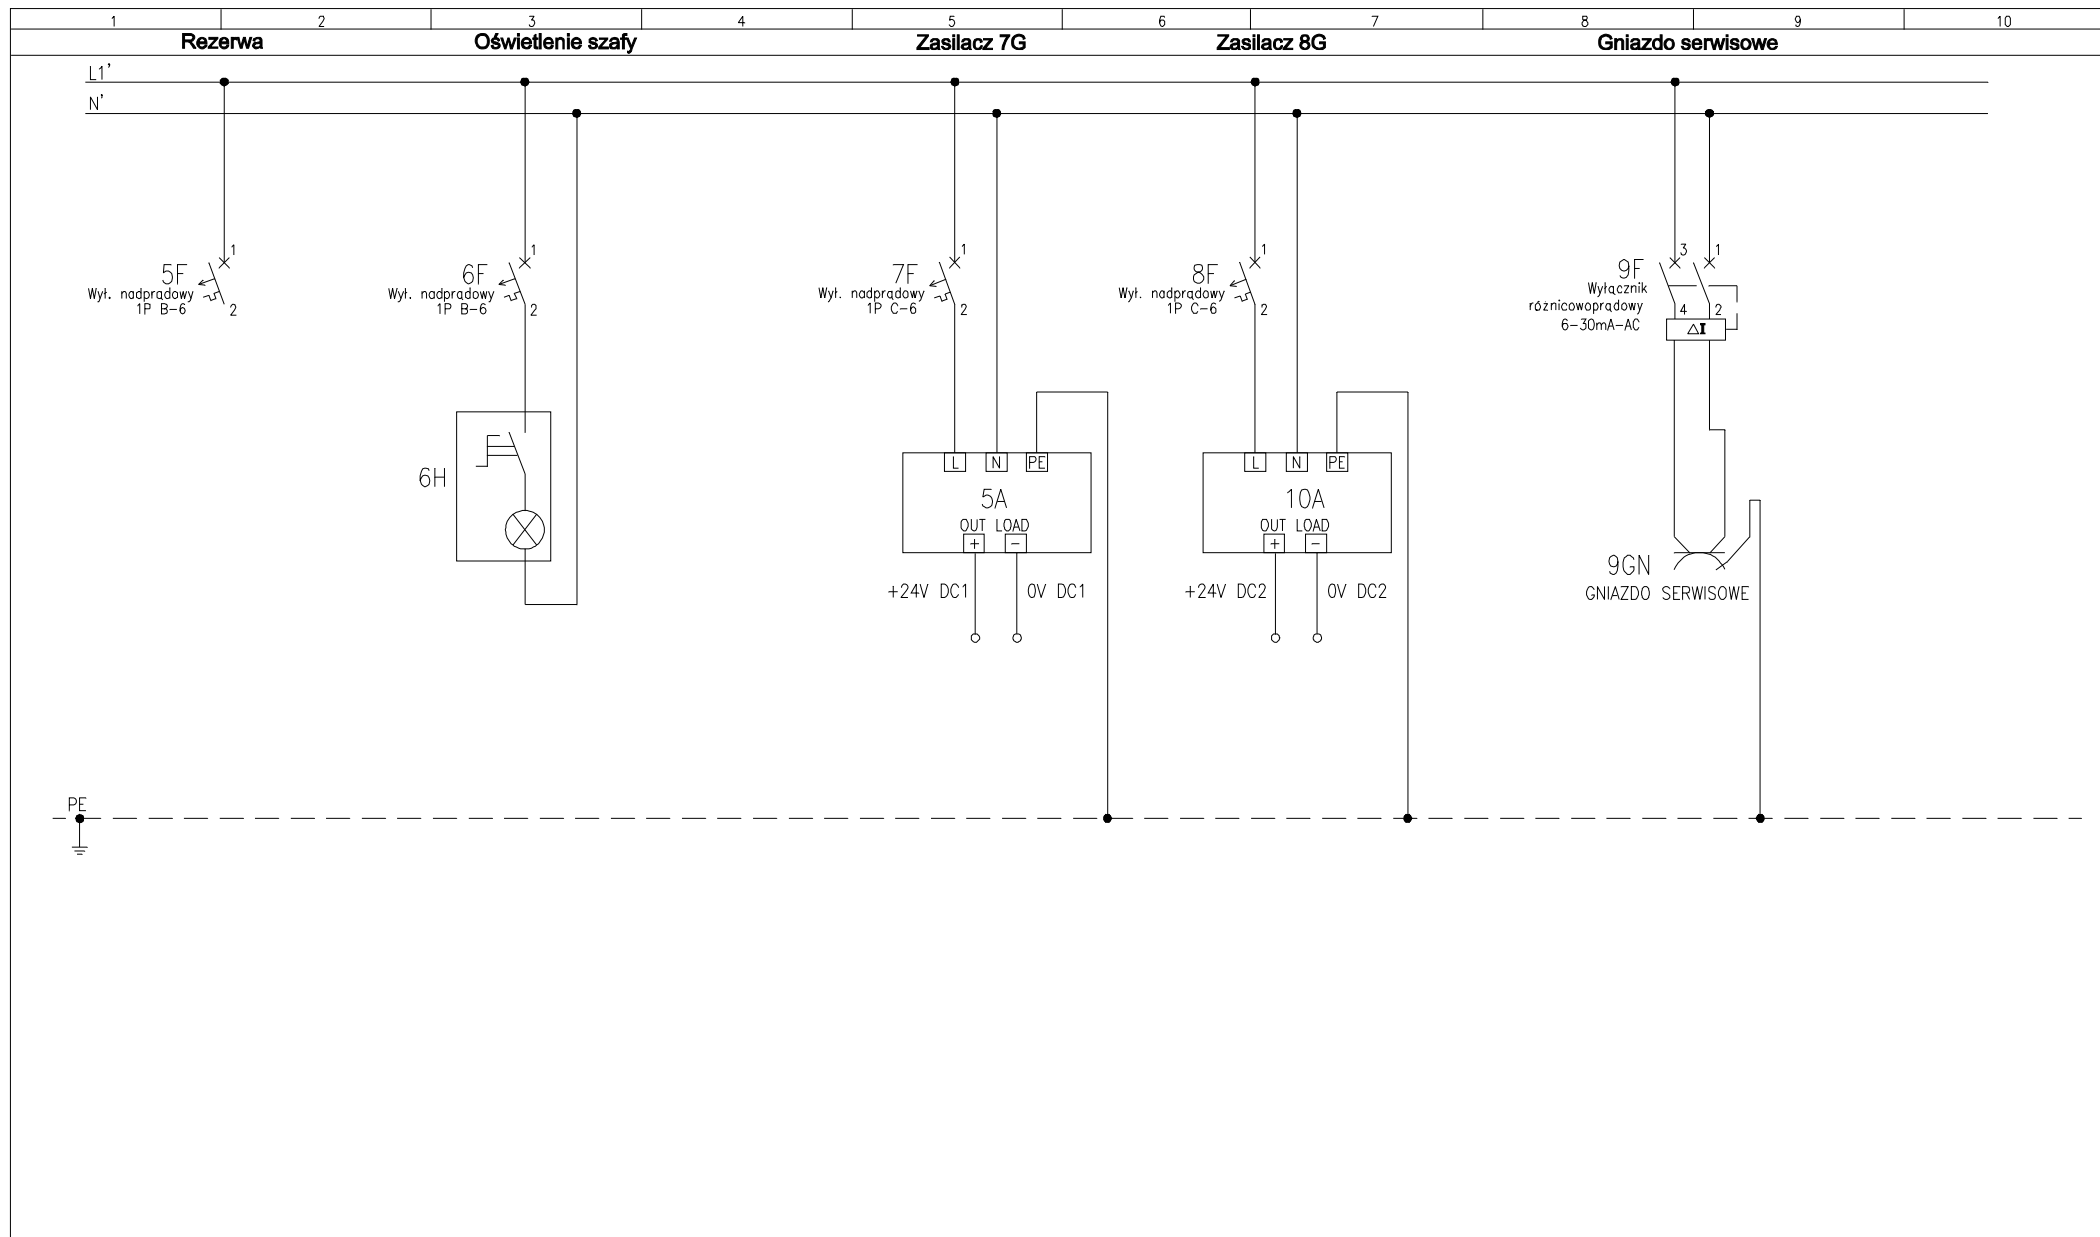 1 2 3 4 5 6 7 8 9 10
Rezerwa Oświetlenie szafy Zasilacz 7G Zasilacz 8G Gniazdo serwisowe
L1'
N'
1
5F
Wył. nadprądowy
1P B-6
2
1
6F
Wył. nadprądowy
1P B-6
2
6H
1
7F
Wył. nadprądowy
1P C-6
2
L N PE
5A
OUT LOAD
+ -
+24V DC1 0V DC1
1
8F
Wył. nadprądowy
1P C-6
2
L N PE
10A
OUT LOAD
+ -
+24V DC2 0V DC2
3 1
9F
Wyłącznik
różnicowoprądowy
6-30mA-AC
4 2
△I
9GN
GNIAZDO SERWISOWE
PE